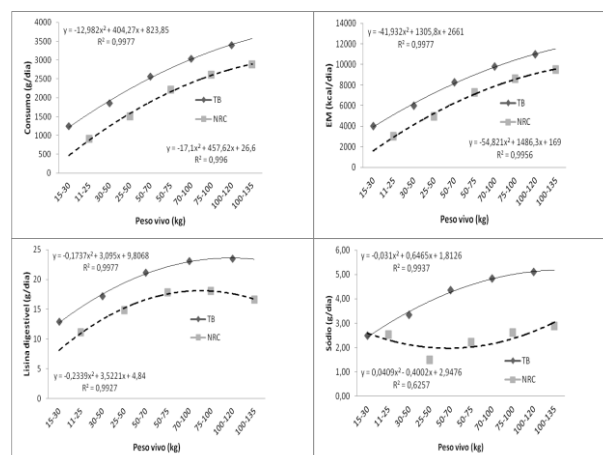 y = -12,982x² + 404,27x + 823,85
R² = 0,9977
Consumo (g/dia)
4000
3500
3000
2500
2000
1500
1000
500
0
TB
NRC
y = -17,1x² + 457,62x + 26,6
R² = 0,996
15-30
11-25
30-50
25-50
50-70
50-75
70-100
75-100
100-120
100-135
Peso vivo (kg)
y = -41,932x² + 1305,8x + 2661
R² = 0,9977
EM (kcal/dia)
14000
12000
10000
8000
6000
4000
2000
0
TB
NRC
y = -54,821x² + 1486,3x + 169
R² = 0,9956
15-30
11-25
30-50
25-50
50-70
50-75
70-100
75-100
100-120
100-135
Peso vivo (kg)
y = -0,1737x² + 3,095x + 9,8068
R² = 0,9977
Lisina digestível (g/dia)
25
20
15
10
5
0
TB
NRC
y = -0,2339x² + 3,5221x + 4,84
R² = 0,9927
15-30
11-25
30-50
25-50
50-70
50-75
70-100
75-100
100-120
100-135
Peso vivo (kg)
y = -0,031x² + 0,6465x + 1,8126
R² = 0,9937
Sódio (g/dia)
6,00
5,00
4,00
3,00
2,00
1,00
0,00
TB
NRC
y = 0,0409x² - 0,4002x + 2,9476
R² = 0,6257
15-30
11-25
30-50
25-50
50-70
50-75
70-100
75-100
100-120
100-135
Peso vivo (kg)